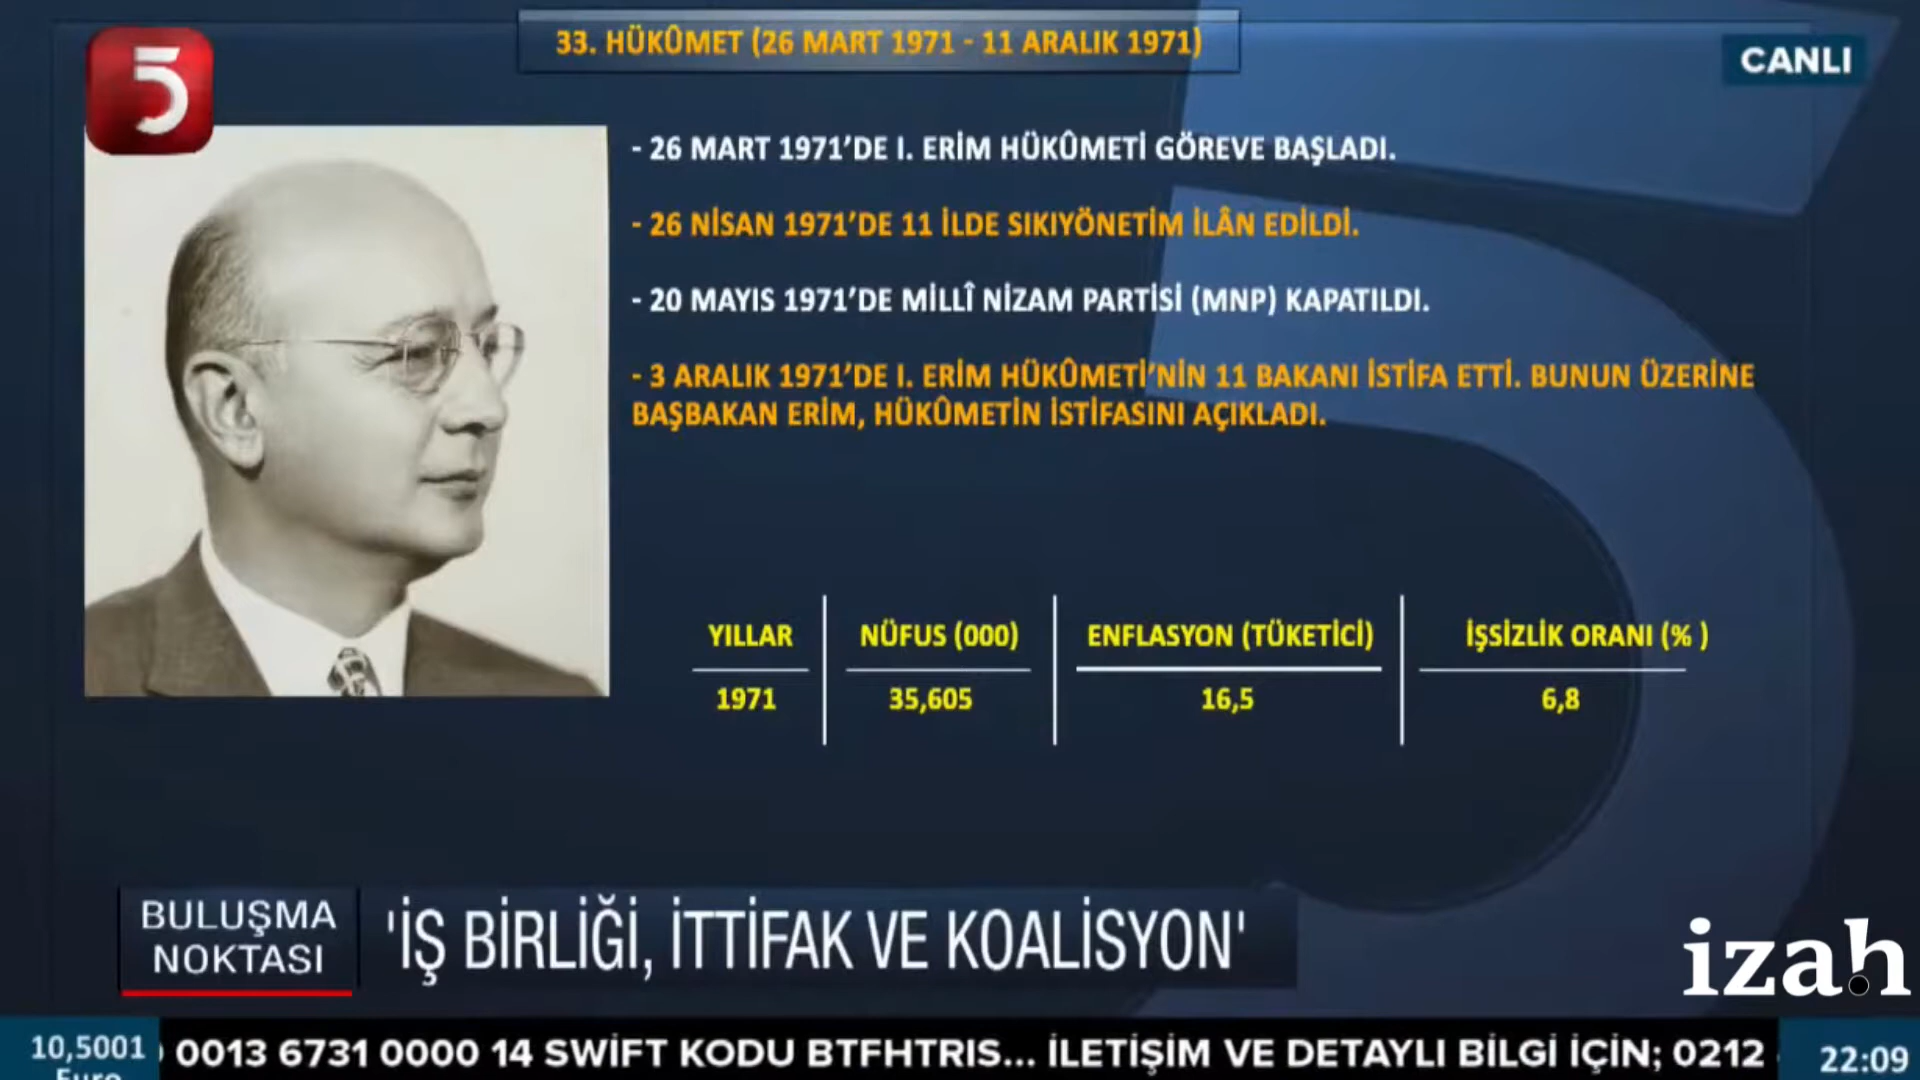 33. HÜKÛMET (26 MART 1971 - 11 ARALIK 1971)
5
CANLI
- 26 MART 1971’DE I. ERİM HÜKÛMETİ GÖREVE BAŞLADI.
- 26 NİSAN 1971’DE 11 İLDE SIKIYÖNETİM İLÂN EDİLDİ.
- 20 MAYIS 1971’DE MİLLÎ NİZAM PARTİSİ (MNP) KAPATILDI.
- 3 ARALIK 1971’DE I. ERİM HÜKÛMETİ’NİN 11 BAKANI İSTİFA ETTİ. BUNUN ÜZERİNE
BAŞBAKAN ERİM, HÜKÛMETİN İSTİFASINI AÇIKLADI.
YILLAR NÜFUS (000) ENFLASYON (TÜKETİCİ) İŞSİZLİK ORANI (% )
1971 35,605 16,5 6,8
BULUŞMA
NOKTASI
'İŞ BİRLİĞİ, İTTİFAK VE KOALİSYON'
izah
10,5001
Euro
0013 6731 0000 14 SWİFT KODU BTFHTRIS... İLETİŞİM VE DETAYLI BİLGİ İÇİN; 0212
22:09